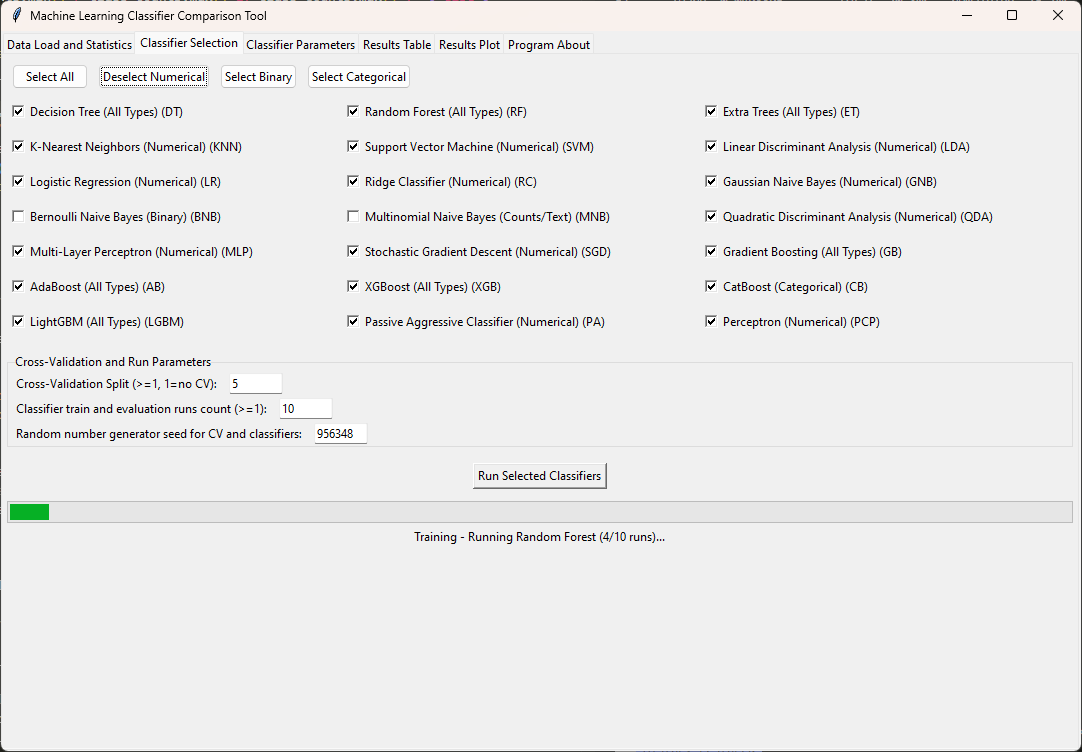 Machine Learning Classifier Comparison Tool
Data Load and Statistics Classifier Selection Classifier Parameters Results Table Results Plot Program About
Select All Deselect Numerical Select Binary Select Categorical
Decision Tree (All Types) (DT) Random Forest (All Types) (RF) Extra Trees (All Types) (ET)
K-Nearest Neighbors (Numerical) (KNN) Support Vector Machine (Numerical) (SVM) Linear Discriminant Analysis (Numerical) (LDA)
Logistic Regression (Numerical) (LR) Ridge Classifier (Numerical) (RC) Gaussian Naive Bayes (Numerical) (GNB)
Bernoulli Naive Bayes (Binary) (BNB) Multinomial Naive Bayes (Counts/Text) (MNB) Quadratic Discriminant Analysis (Numerical) (QDA)
Multi-Layer Perceptron (Numerical) (MLP) Stochastic Gradient Descent (Numerical) (SGD) Gradient Boosting (All Types) (GB)
AdaBoost (All Types) (AB) XGBoost (All Types) (XGB) CatBoost (Categorical) (CB)
LightGBM (All Types) (LGBM) Passive Aggressive Classifier (Numerical) (PA) Perceptron (Numerical) (PCP)
Cross-Validation and Run Parameters
Cross-Validation Split (>=1, 1=no CV): 5
Classifier train and evaluation runs count (>=1): 10
Random number generator seed for CV and classifiers: 956348
Run Selected Classifiers
Training - Running Random Forest (4/10 runs)...